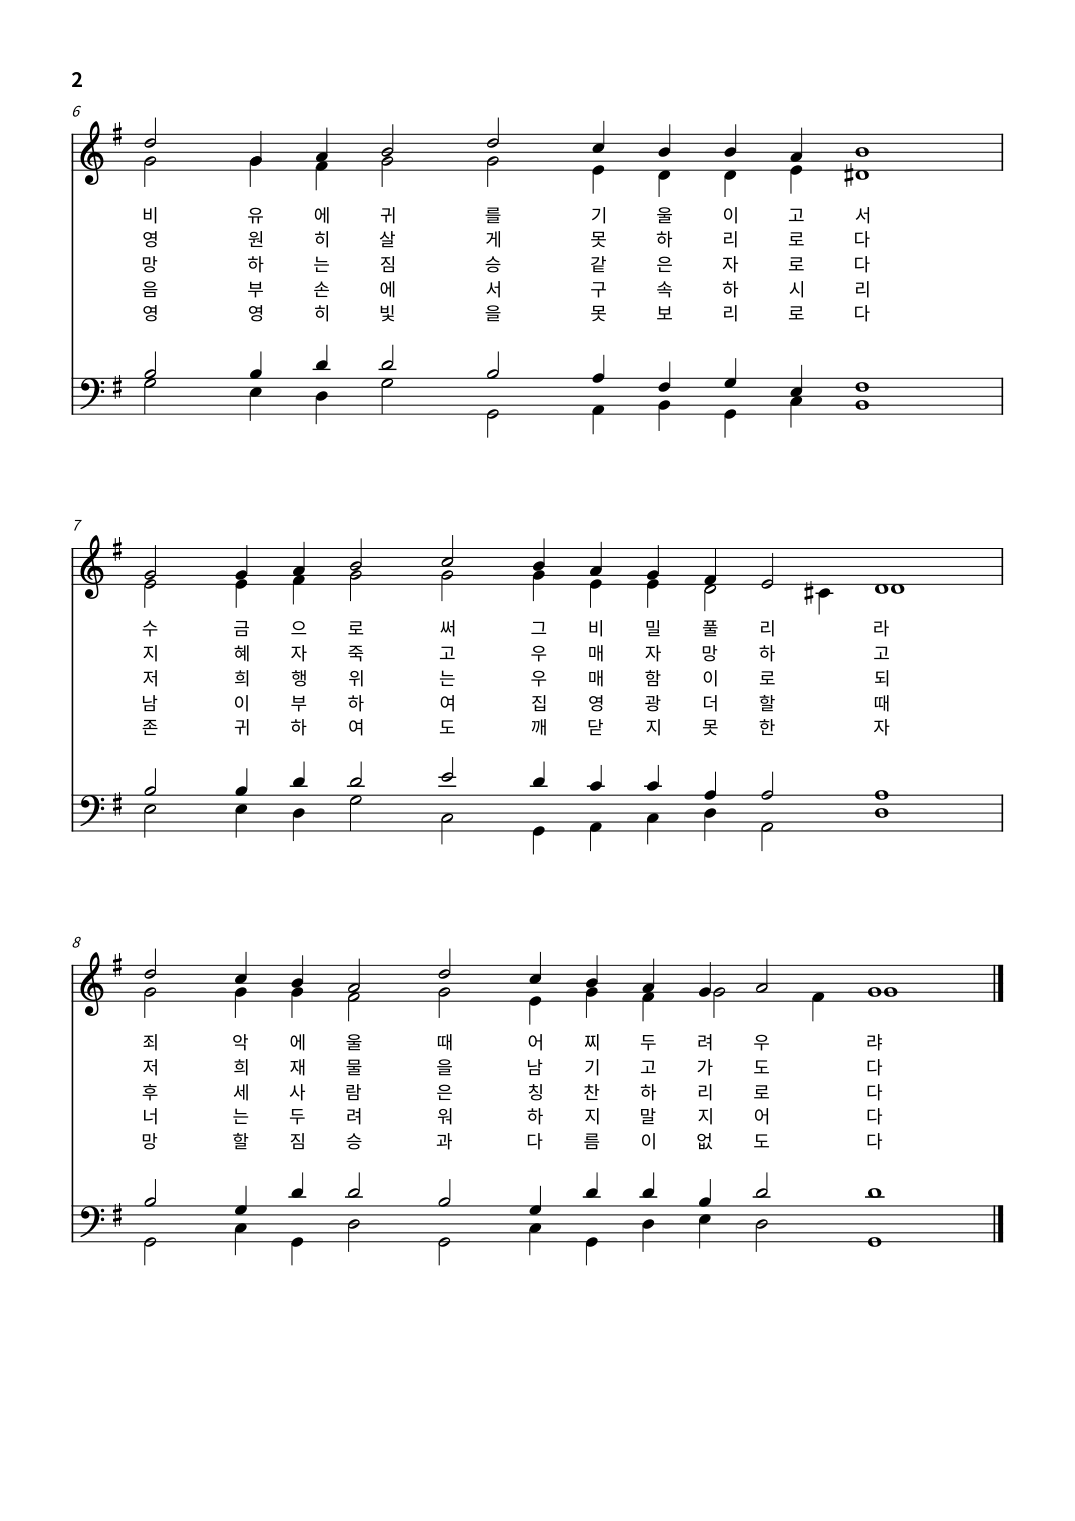 2
6
비 유 에 귀 를 기 울 이 고 서
영 원 히 살 게 못 하 리 로 다
망 하 는 짐 승 같 은 자 로 다
음 부 손 에 서 구 속 하 시 리
영 영 히 빛 을 못 보 리 로 다
7
수 금 으 로 써 그 비 밀 풀 리 라
지 혜 자 죽 고 우 매 자 망 하 고
저 희 행 위 는 우 매 함 이 로 되
남 이 부 하 여 집 영 광 더 할 때
존 귀 하 여 도 깨 닫 지 못 한 자
8
죄 악 에 울 때 어 찌 두 려 우 랴
저 희 재 물 을 남 기 고 가 도 다
후 세 사 람 은 칭 찬 하 리 로 다
너 는 두 려 워 하 지 말 지 어 다
망 할 짐 승 과 다 름 이 없 도 다